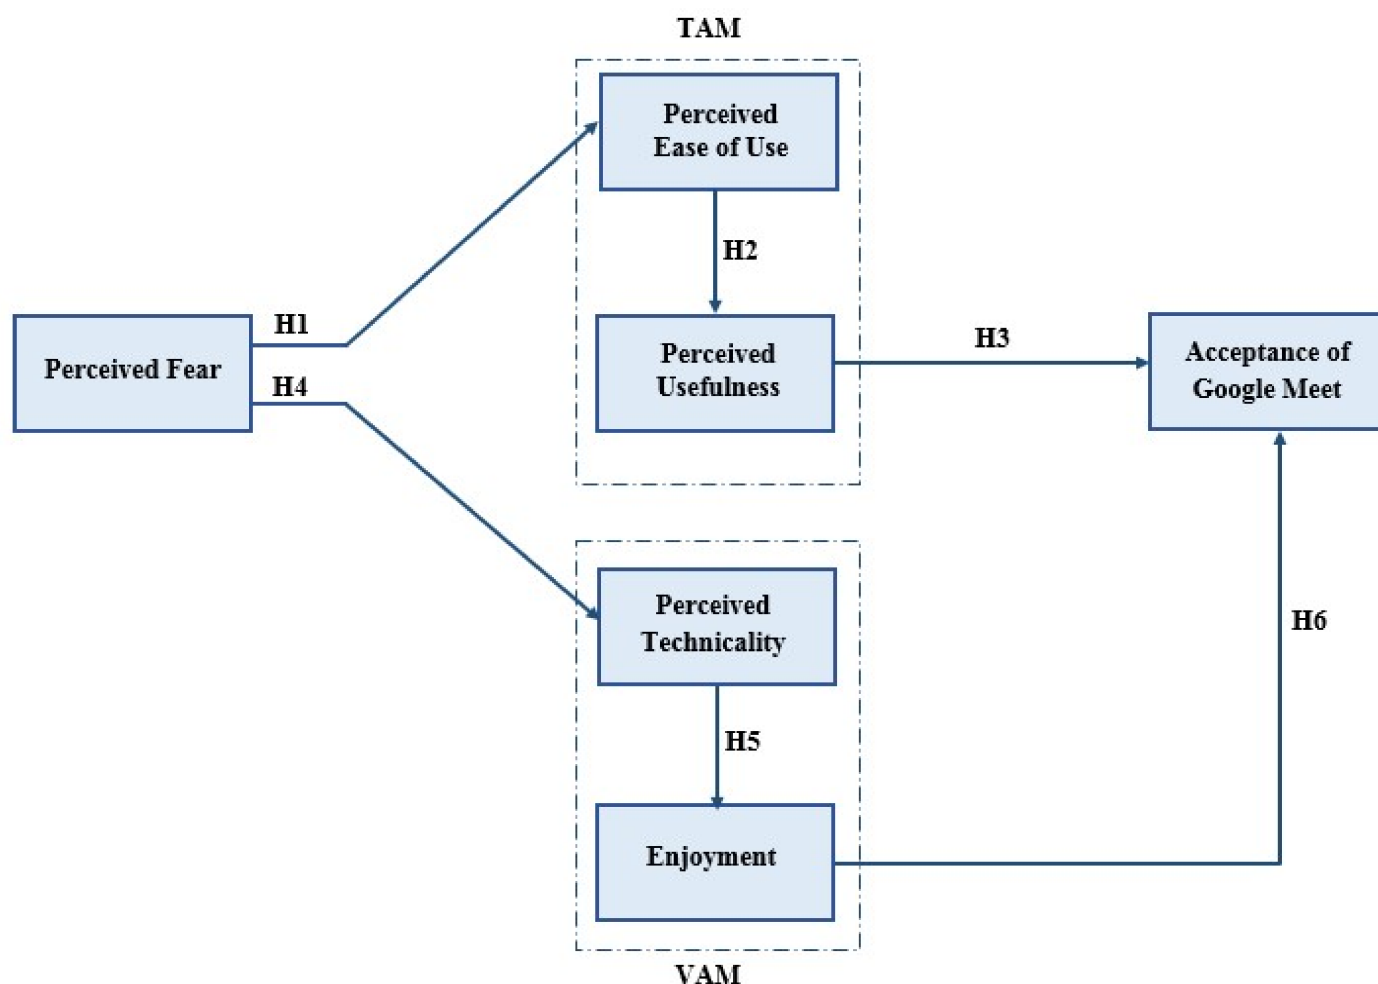 TAM
Perceived
Ease of Use
H2
Perceived
Usefulness
H1
Perceived Fear
H4
H3
Acceptance of
Google Meet
Perceived
Technicality
H5
Enjoyment
H6
VAM